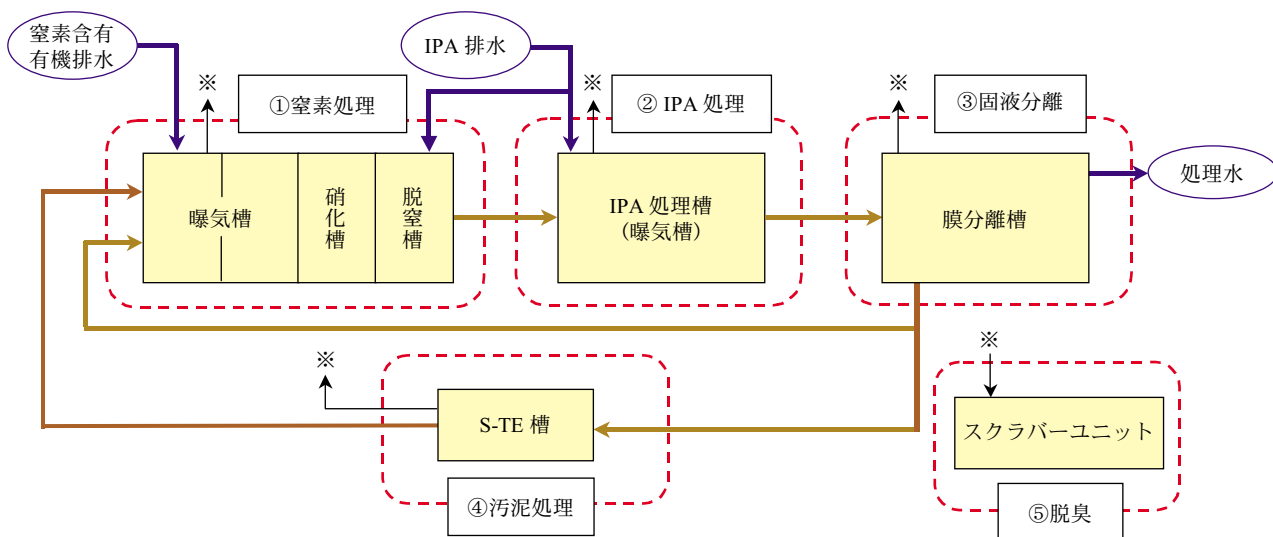 窒素含有
有機排水
IPA 排水
※
①窒素処理
※
② IPA 処理
※
③固液分離
曝気槽
硝化槽
脱窒槽
IPA 処理槽
（曝気槽）
膜分離槽
処理水
※
S-TE 槽
④汚泥処理
※
スクラバーユニット
⑤脱臭